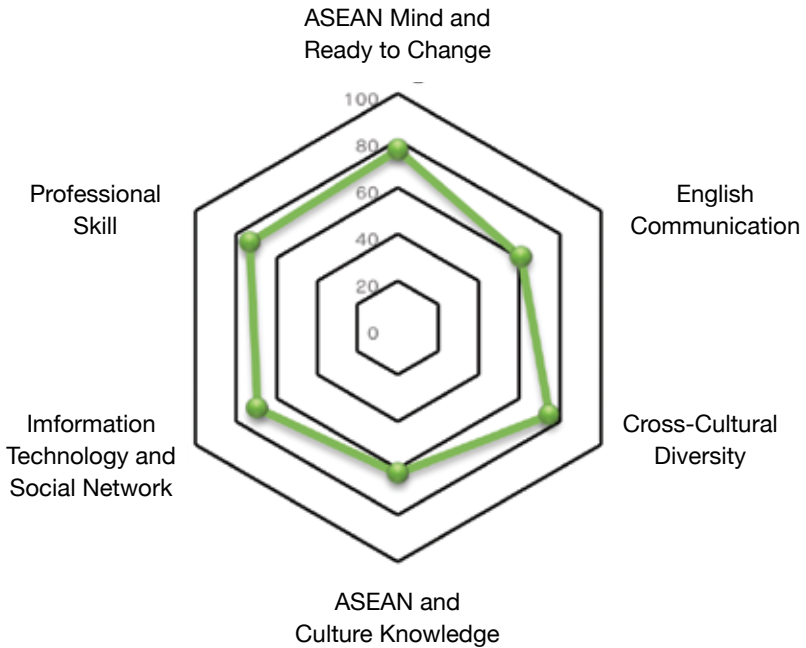 ASEAN Mind and
Ready to Change
100
80
60
40
20
0
Professional
Skill
English
Communication
Imformation
Technology and
Social Network
Cross-Cultural
Diversity
ASEAN and
Culture Knowledge